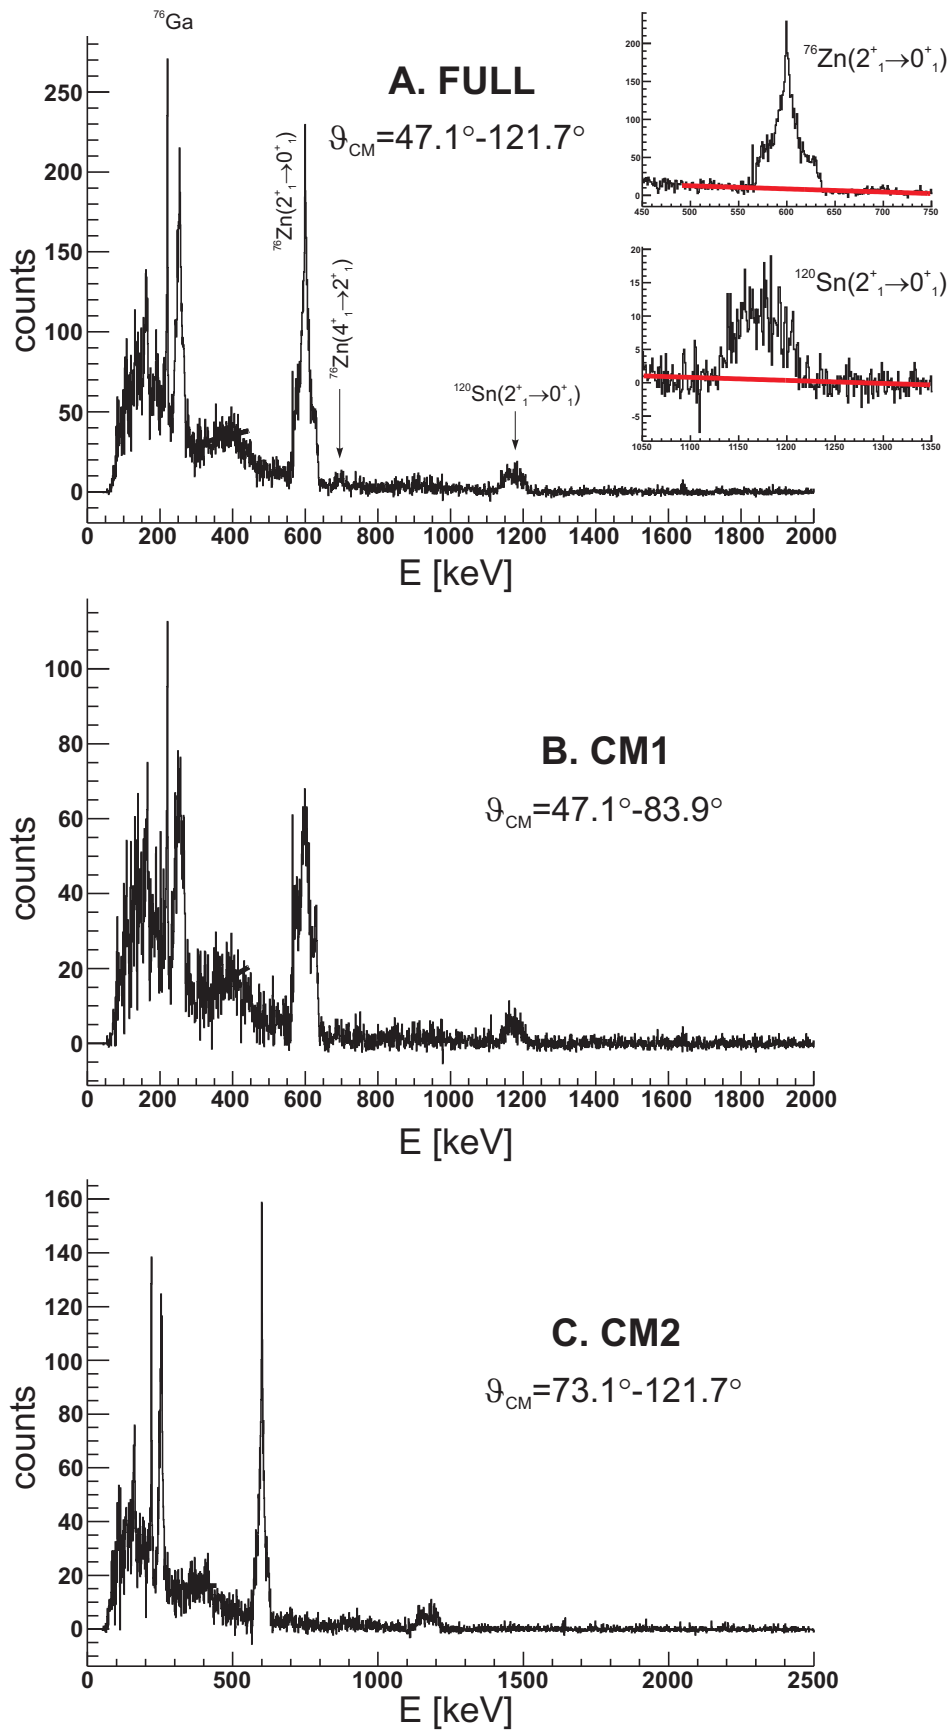 ⁷⁶Ga
A. FULL
ϑCM=47.1°-121.7°
⁷⁶Zn(2⁺₁→0⁺₁)
⁷⁶Zn(4⁺₁→2⁺₁)
¹²⁰Sn(2⁺₁→0⁺₁)
counts
250
200
150
100
50
0
0 200 400 600 800 1000 1200 1400 1600 1800 2000
E [keV]
⁷⁶Zn(2⁺₁→0⁺₁)
200
150
100
50
0
450 500 550 600 650 700 750
¹²⁰Sn(2⁺₁→0⁺₁)
20
15
10
5
0
-5
1050 1100 1150 1200 1250 1300 1350
B. CM1
ϑCM=47.1°-83.9°
counts
100
80
60
40
20
0
0 200 400 600 800 1000 1200 1400 1600 1800 2000
E [keV]
C. CM2
ϑCM=73.1°-121.7°
counts
160
140
120
100
80
60
40
20
0
0 500 1000 1500 2000 2500
E [keV]